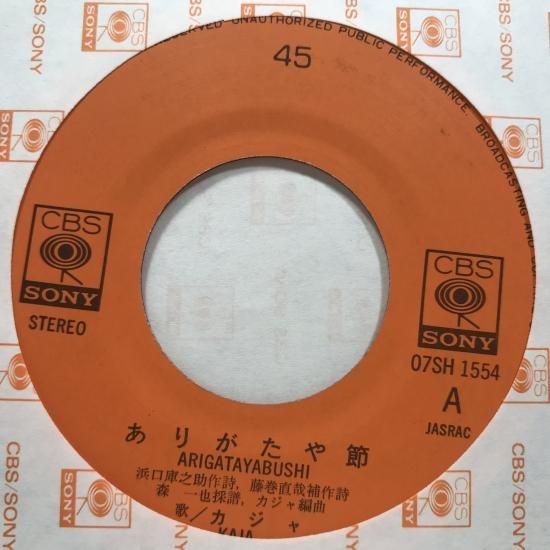 RESERVED UNAUTHORIZED PUBLIC PERFORMANCE, BROADCASTING AND
45
CBS
SONY
STEREO
CBS
SONY
07SH 1554
A
JASRAC
ありがたや節
ARIGATAYABUSHI
浜口庫之助作詩, 藤巻直哉補作詩
森 一也採譜, カジャ編曲
歌/カジャ
KAJA
CBS/SONY
CBS
SONY
CBS/SONY